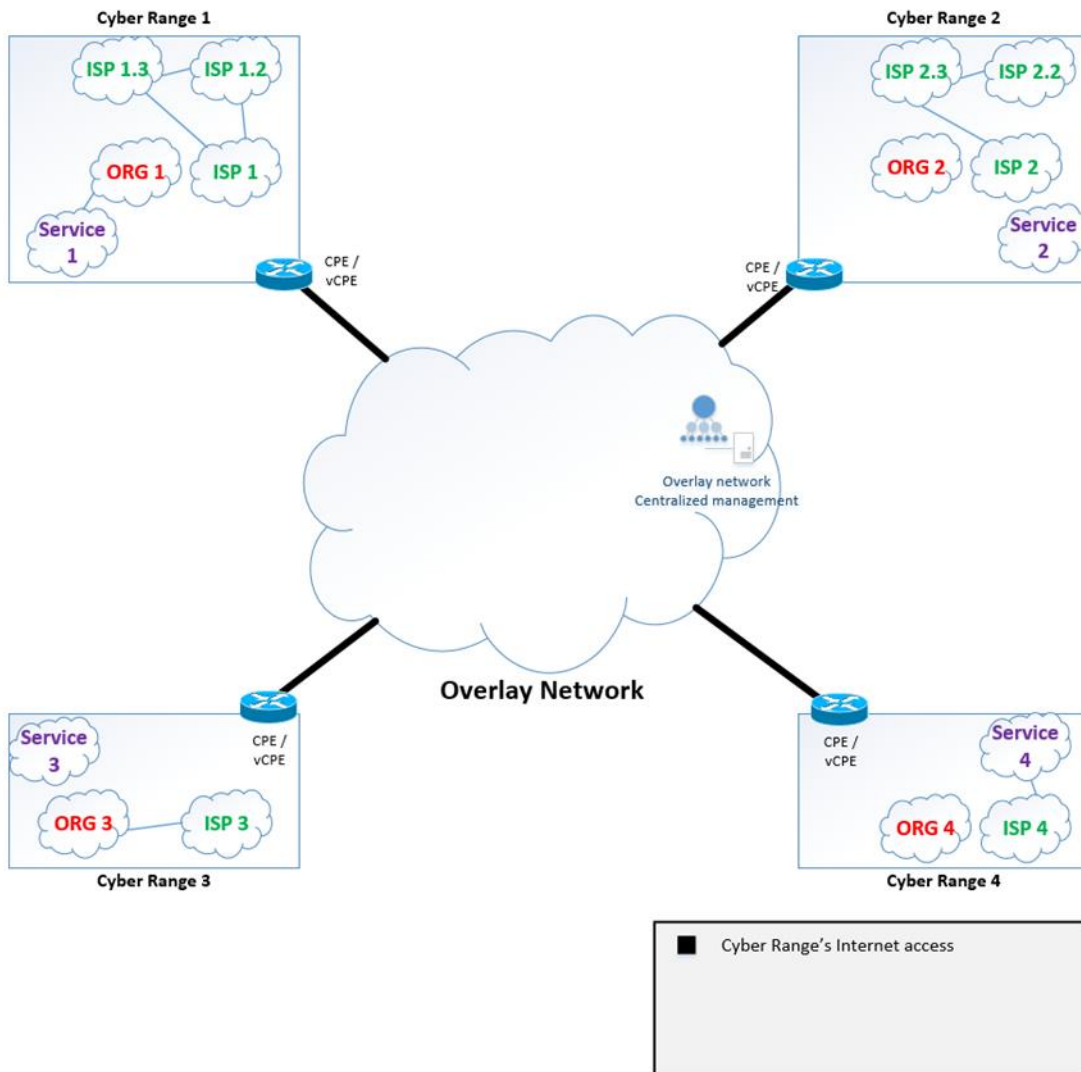 Cyber Range 1
Cyber Range 2
ISP 1.3
ISP 1.2
ORG 1
ISP 1
Service
1
CPE /
vCPE
ISP 2.3
ISP 2.2
ORG 2
ISP 2
Service
2
CPE /
vCPE
Overlay network
Centralized management
Overlay Network
Service
3
CPE /
vCPE
ORG 3
ISP 3
Cyber Range 3
CPE /
vCPE
Service
4
ORG 4
ISP 4
Cyber Range 4
Cyber Range's Internet access